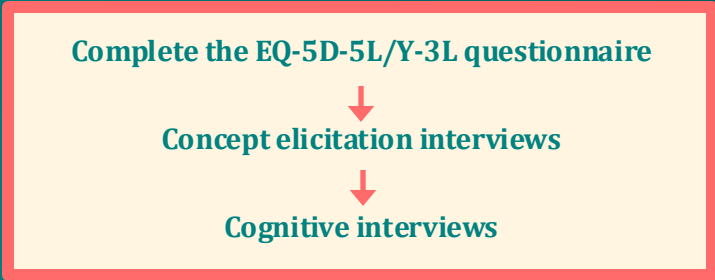 Complete the EQ-5D-5L/Y-3L questionnaire
Concept elicitation interviews
Cognitive interviews